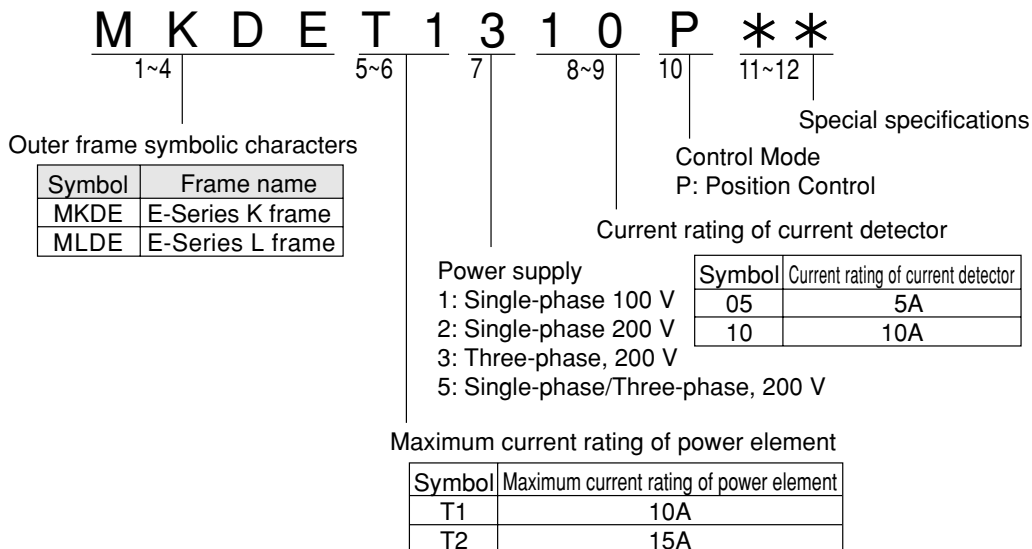 M K D E T 1 3 1 0 P ＊ ＊
1~4 5~6 7 8~9 10 11~12
Special specifications
Outer frame symbolic characters
Symbol Frame name
MKDE E-Series K frame
MLDE E-Series L frame
Control Mode
P: Position Control
Current rating of current detector
Symbol Current rating of current detector
05 5A
10 10A
Power supply
1: Single-phase 100 V
2: Single-phase 200 V
3: Three-phase, 200 V
5: Single-phase/Three-phase, 200 V
Maximum current rating of power element
Symbol Maximum current rating of power element
T1 10A
T2 15A